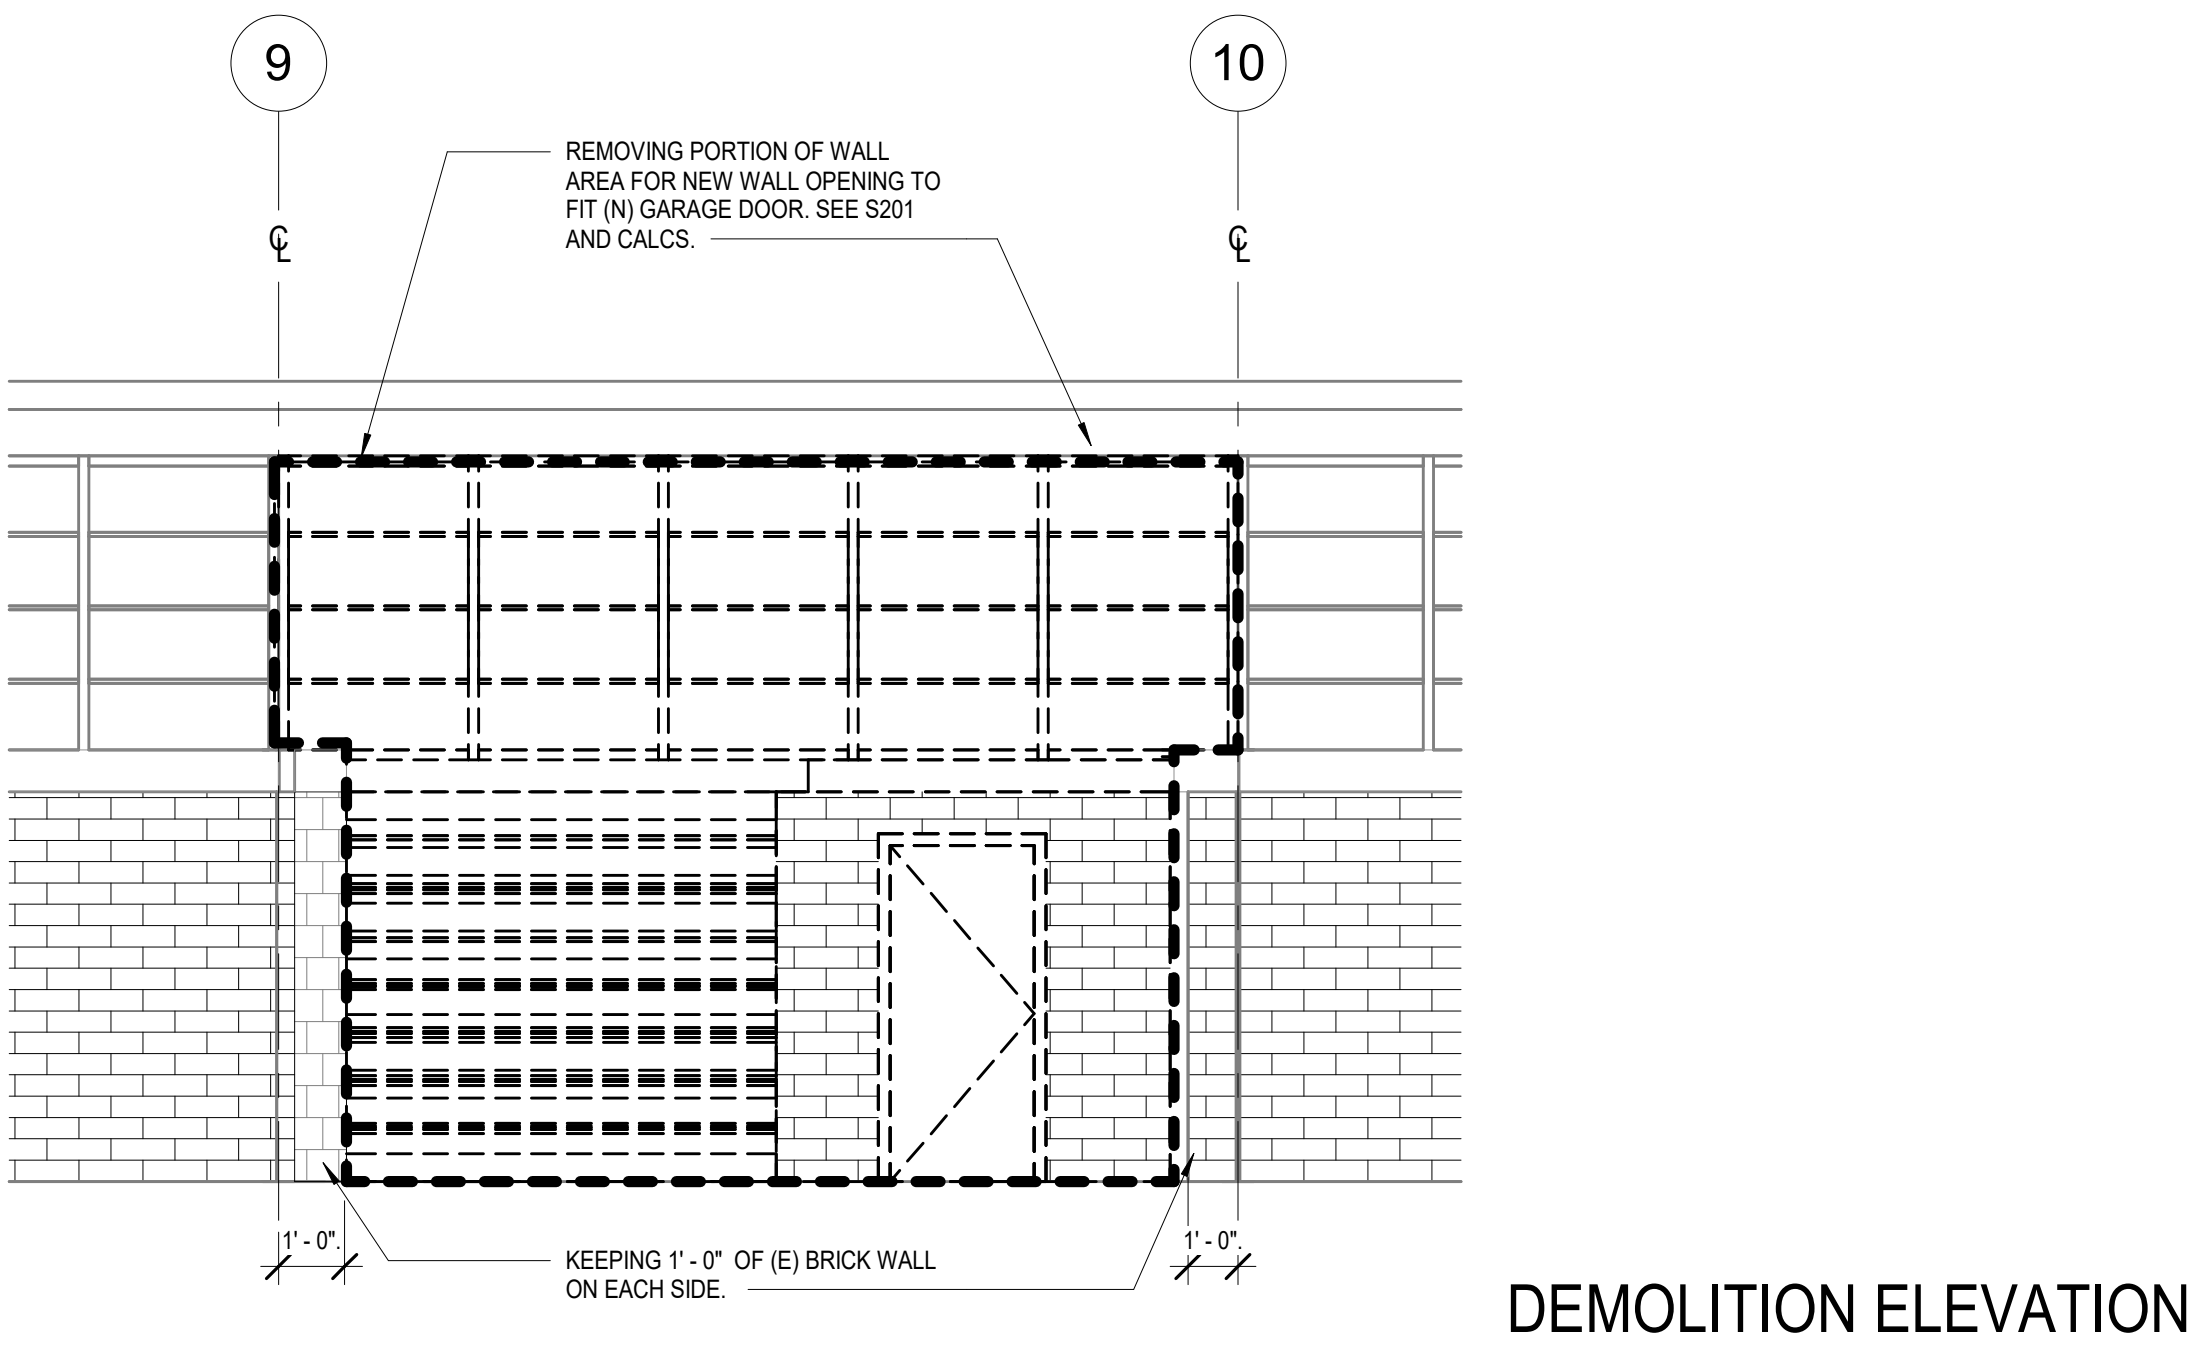 9
10
REMOVING PORTION OF WALL
AREA FOR NEW WALL OPENING TO
FIT (N) GARAGE DOOR. SEE S201
AND CALCS.
℄
℄
1' - 0".
1' - 0".
KEEPING 1' - 0" OF (E) BRICK WALL
ON EACH SIDE.
DEMOLITION ELEVATION